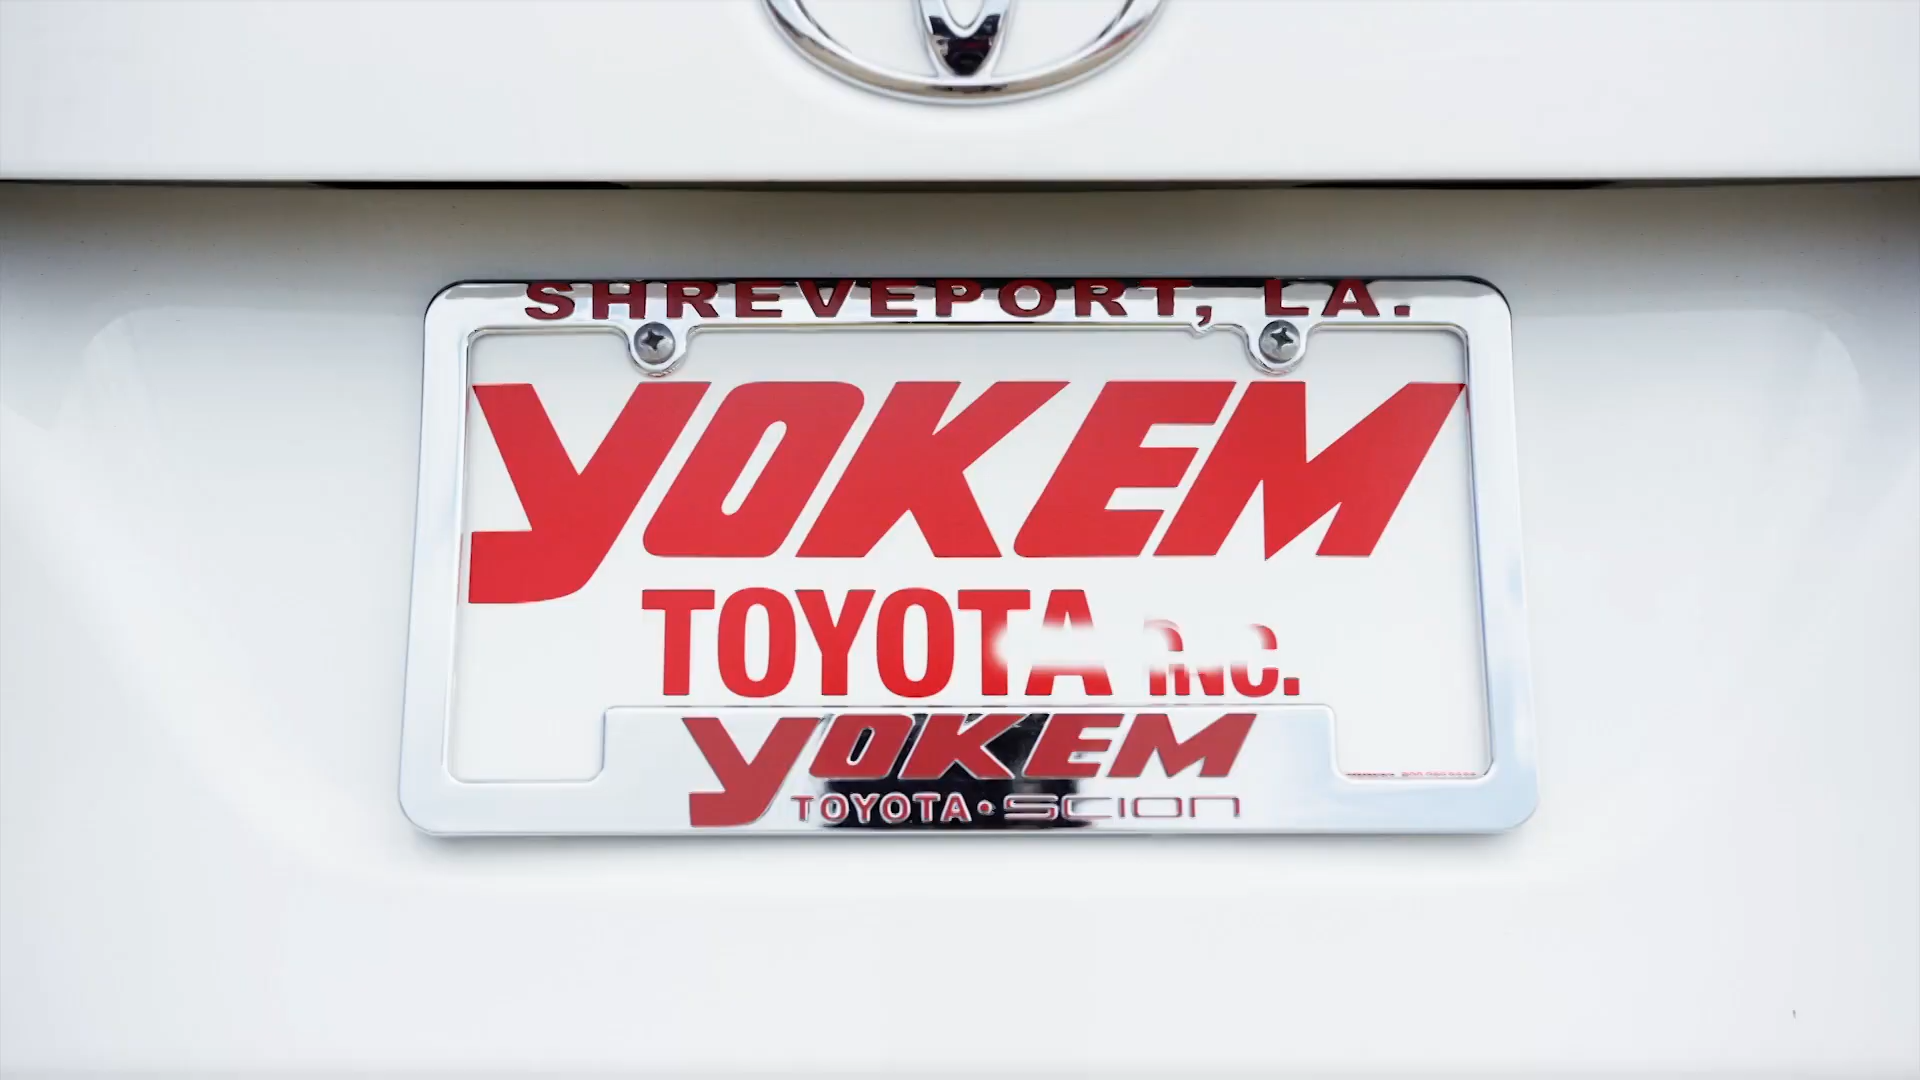 SHREVEPORT, LA.
YOKEM
TOYOTA INC.
YOKEM
TOYOTA • SCION